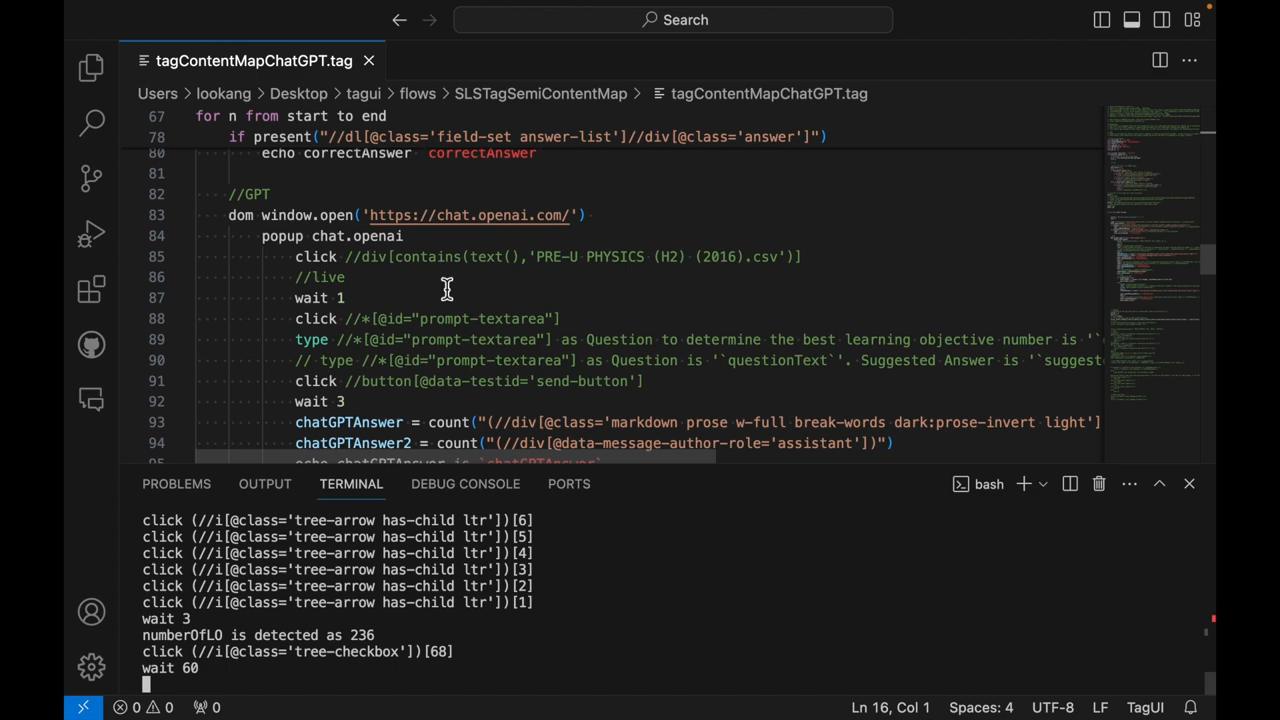 Search
tagContentMapChatGPT.tag
Users > lookang > Desktop > tagui > flows > SLSTagSemiContentMap > tagContentMapChatGPT.tag
67 for n from start to end
78 if present("//dl[@class='field-set answer-list']//div[@class='answer']")
80 echo correctAnswer correctAnswer
81
82 //GPT
83 dom window.open('https://chat.openai.com/')
84 popup chat.openai
85 click //div[contains(text(),'PRE-U PHYSICS (H2) (2016).csv')]
86 //live
87 wait 1
88 click //*[@id="prompt-textarea"]
89 type //*[@id="prompt-textarea"] as Question to determine the best learning objective number is '`
90 // type //*[@id="prompt-textarea"] as Question is '`questionText`'. Suggested Answer is '`suggest
91 click //button[@data-testid='send-button']
92 wait 3
93 chatGPTAnswer = count("(//div[@class='markdown prose w-full break-words dark:prose-invert light']
94 chatGPTAnswer2 = count("(//div[@data-message-author-role='assistant'])")
95 echo chatGPTAnswer is `chatGPTAnswer`
PROBLEMS OUTPUT TERMINAL DEBUG CONSOLE PORTS bash
click (//i[@class='tree-arrow has-child ltr'])[6]
click (//i[@class='tree-arrow has-child ltr'])[5]
click (//i[@class='tree-arrow has-child ltr'])[4]
click (//i[@class='tree-arrow has-child ltr'])[3]
click (//i[@class='tree-arrow has-child ltr'])[2]
click (//i[@class='tree-arrow has-child ltr'])[1]
wait 3
numberOfLO is detected as 236
click (//i[@class='tree-checkbox'])[68]
wait 60
0 0 0 Ln 16, Col 1 Spaces: 4 UTF-8 LF TagUI